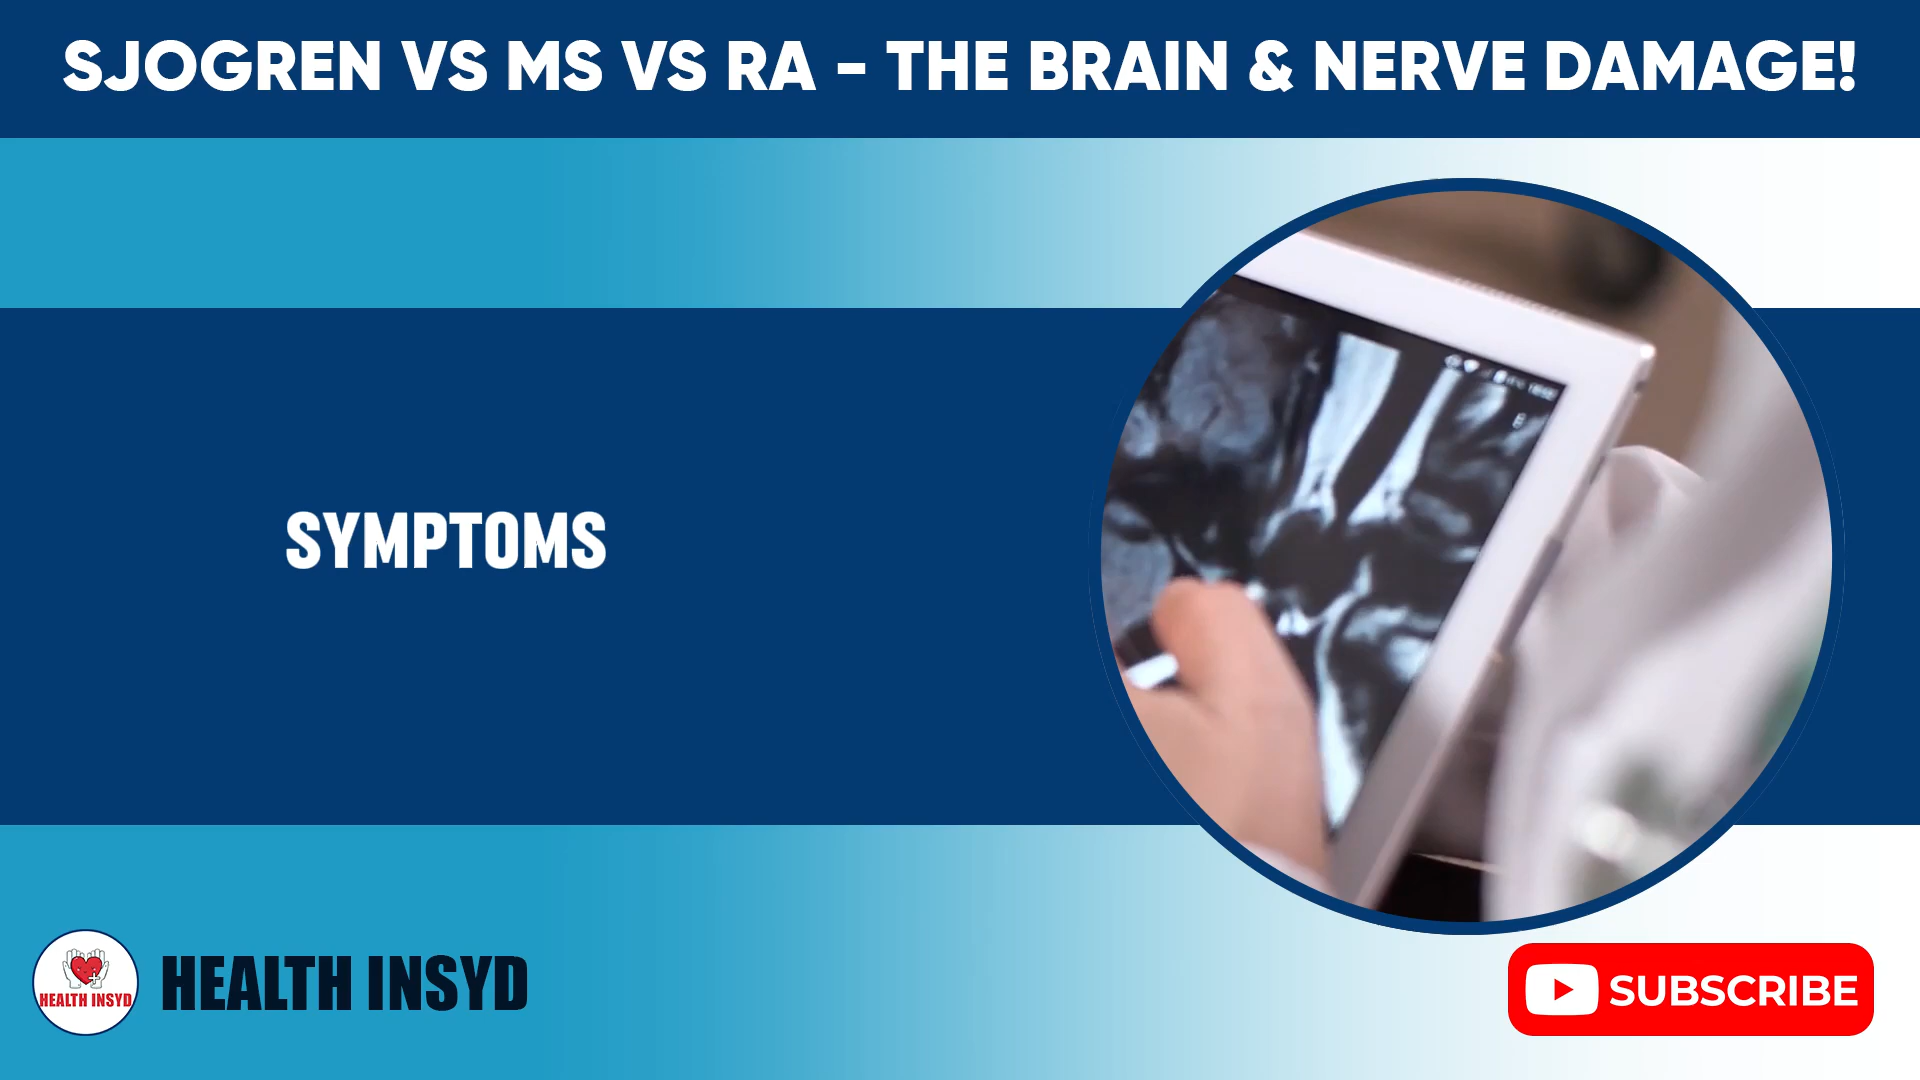 SJOGREN VS MS VS RA - THE BRAIN & NERVE DAMAGE!
SYMPTOMS
HEALTH INSYD
HEALTH INSYD
SUBSCRIBE